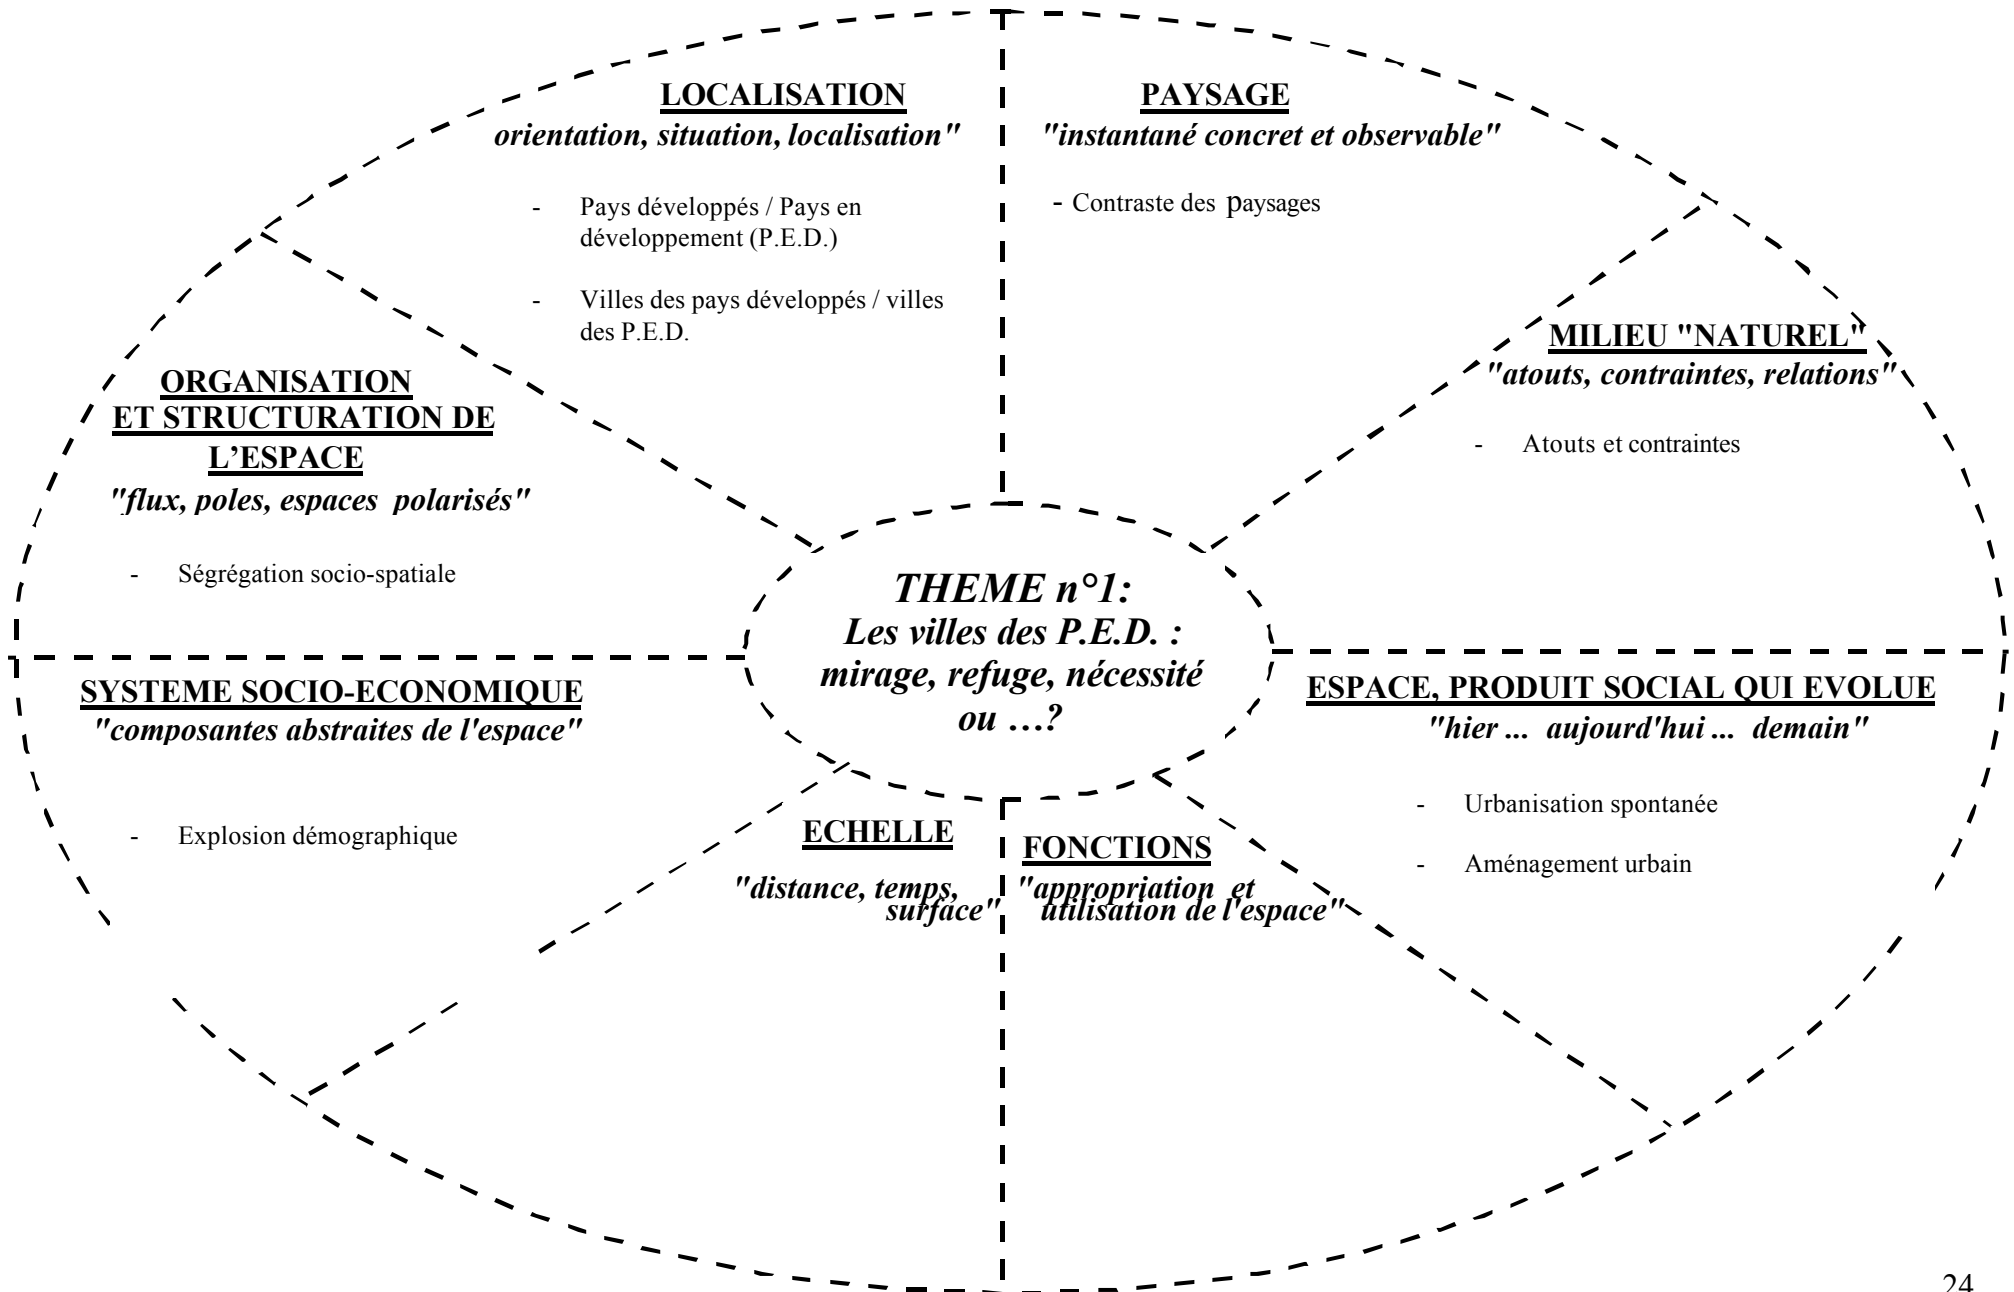 LOCALISATION
orientation, situation, localisation"
- Pays développés / Pays en
développement (P.E.D.)
- Villes des pays développés / villes
des P.E.D.
PAYSAGE
"instantané concret et observable"
- Contraste des paysages
MILIEU "NATUREL"
"atouts, contraintes, relations"
- Atouts et contraintes
ORGANISATION
ET STRUCTURATION DE
L’ESPACE
"flux, poles, espaces polarisés"
- Ségrégation socio-spatiale
THEME n°1:
Les villes des P.E.D. :
mirage, refuge, nécessité
ou …?
SYSTEME SOCIO-ECONOMIQUE
"composantes abstraites de l'espace"
- Explosion démographique
ECHELLE
"distance, temps,
surface"
FONCTIONS
"appropriation et
utilisation de l'espace"
ESPACE, PRODUIT SOCIAL QUI EVOLUE
"hier ... aujourd'hui ... demain"
- Urbanisation spontanée
- Aménagement urbain
24